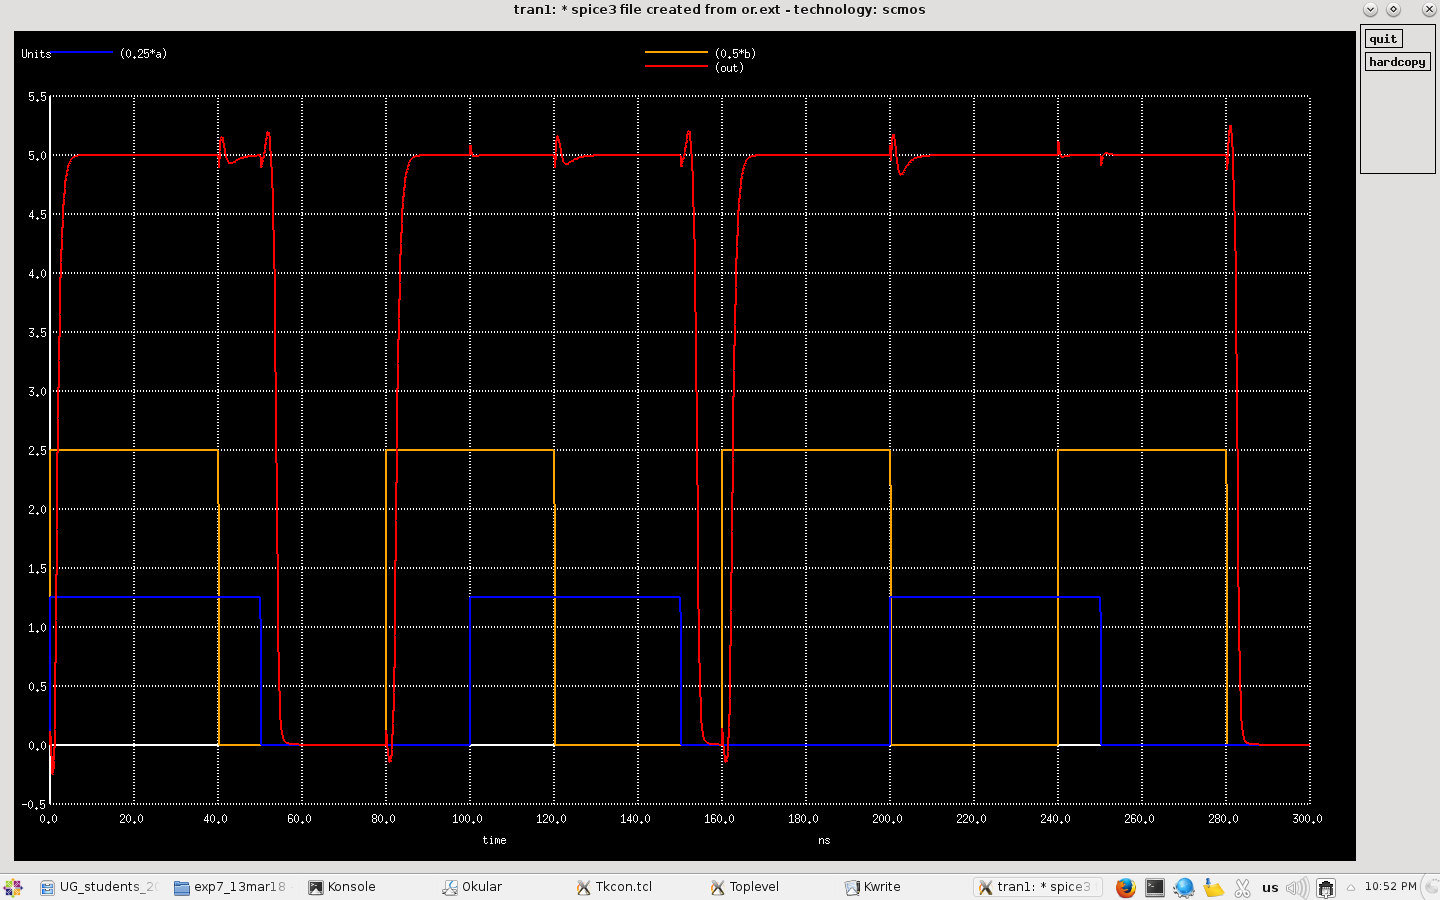 tran1: * spice3 file created from or.ext - technology: scmos
quit
hardcopy
Units (0.25*a) (0.5*b)
(out)
5.5
5.0
4.5
4.0
3.5
3.0
2.5
2.0
1.5
1.0
0.5
0.0
-0.5
0.0 20.0 40.0 60.0 80.0 100.0 120.0 140.0 160.0 180.0 200.0 220.0 240.0 260.0 280.0 300.0
time ns
UG_students_20 exp7_13mar18 Konsole Okular Tkcon.tcl Toplevel Kwrite tran1: * spice3 us 10:52 PM